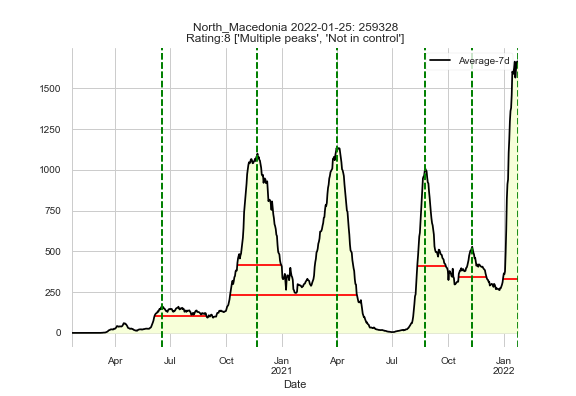 North_Macedonia 2022-01-25: 259328
Rating:8 ['Multiple peaks', 'Not in control']
Average-7d
1500
1250
1000
750
500
250
0
Apr Jul Oct Jan Apr Jul Oct Jan
2021 2022
Date